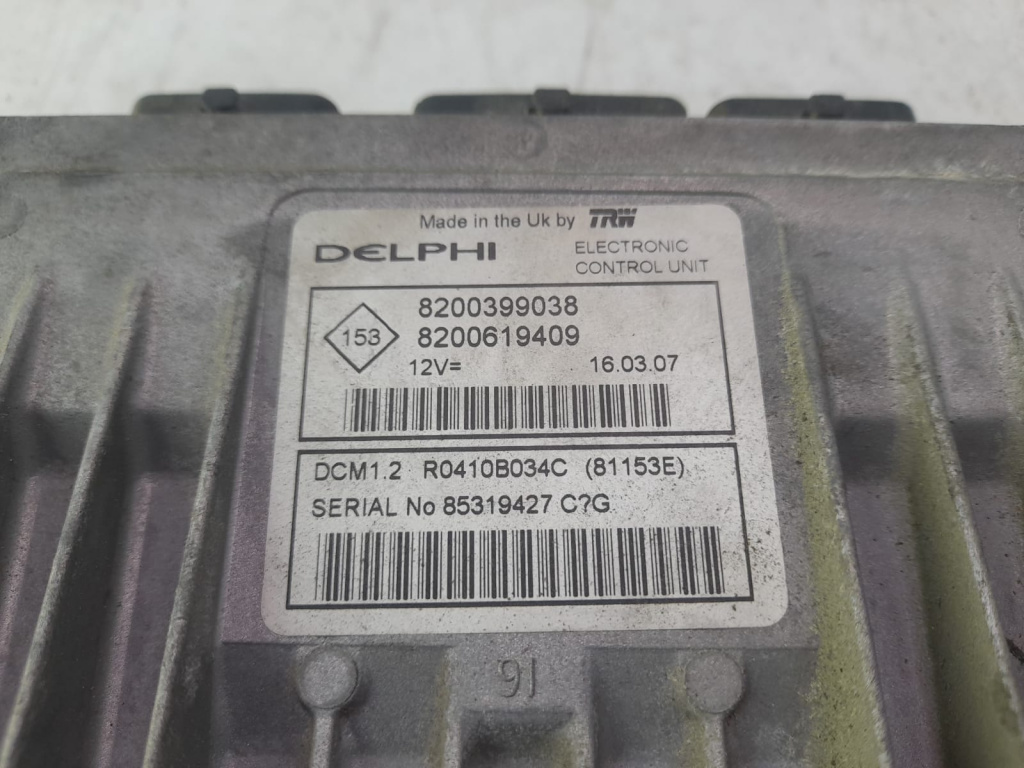 Made in the Uk by TRW
DELPHI ELECTRONIC
CONTROL UNIT
8200399038
153
8200619409
12V= 16.03.07
DCM1.2 R0410B034C (81153E)
SERIAL No 85319427 C?G
91